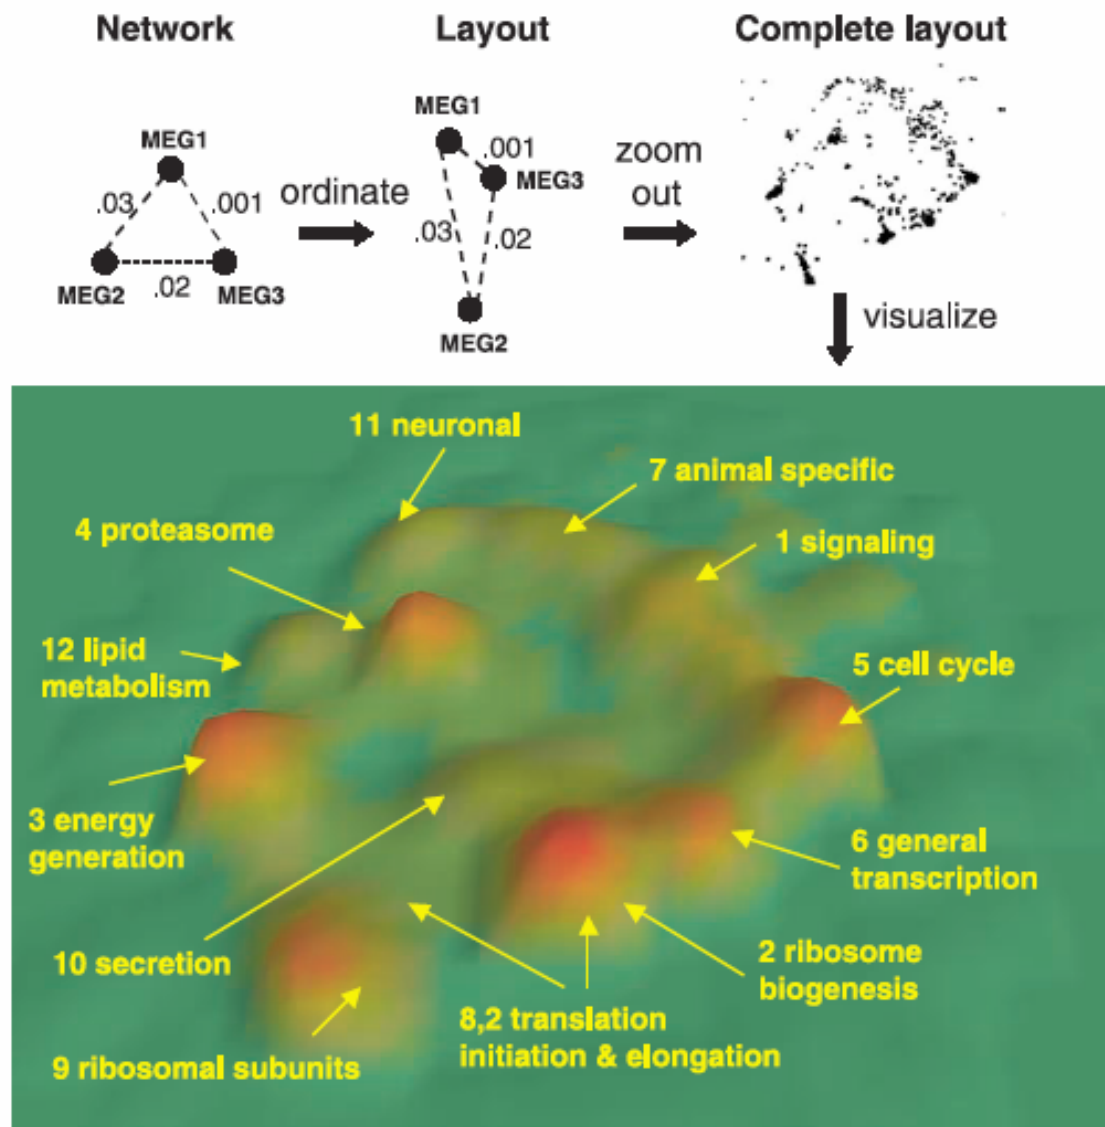 Network
Layout
Complete layout
MEG1
.03
.001
MEG2
.02
MEG3
ordinate
MEG1
.001
MEG3
.03
.02
MEG2
zoom
out
visualize
11 neuronal
7 animal specific
4 proteasome
1 signaling
12 lipid
metabolism
5 cell cycle
3 energy
generation
6 general
transcription
10 secretion
2 ribosome
biogenesis
8,2 translation
initiation & elongation
9 ribosomal subunits